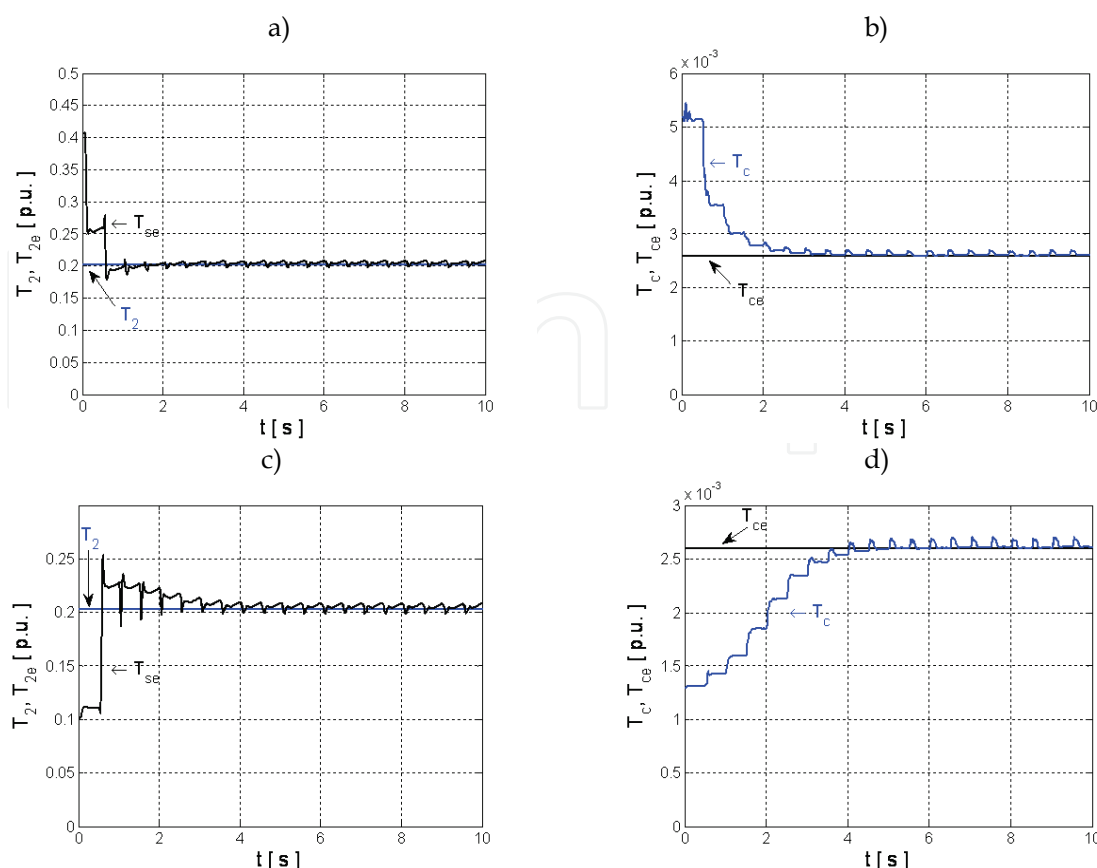 a)
0.5
0.45
0.4
0.35
0.3
0.25
0.2
0.15
0.1
0.05
0
T2, T2e [ p.u. ]
← Tse
T2
0 2 4 6 8 10
t [ s ]
b)
6 x 10-3
5
4
3
2
1
0
Tc, Tce [ p.u. ]
← Tc
Tce
0 2 4 6 8 10
t [ s ]
c)
0.25
0.2
0.15
0.1
0.05
0
T2, T2e [ p.u. ]
T2
← Tse
0 2 4 6 8 10
t [ s ]
d)
3 x 10-3
2.5
2
1.5
1
0.5
0
Tc, Tce [ p.u. ]
Tce
← Tc
0 2 4 6 8 10
t [ s ]